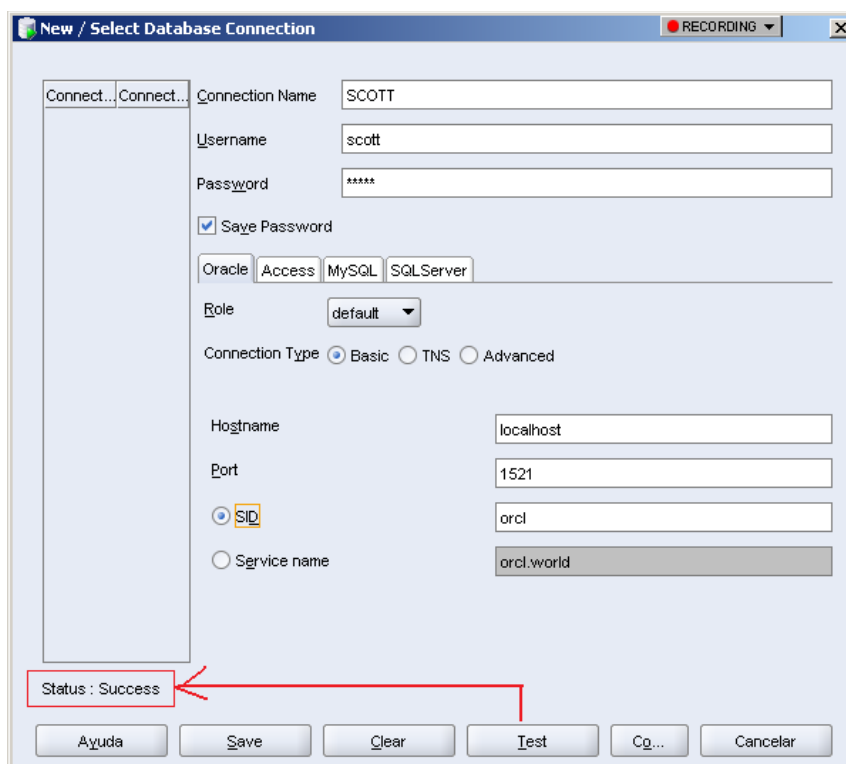 New / Select Database Connection
RECORDING
Connect... Connect...
Connection Name SCOTT
Username scott
Password *****
Save Password
Oracle Access MySQL SQLServer
Role default
Connection Type Basic TNS Advanced
Hostname localhost
Port 1521
SID orcl
Service name orcl.world
Status : Success
Ayuda Save Clear Test Co... Cancelar